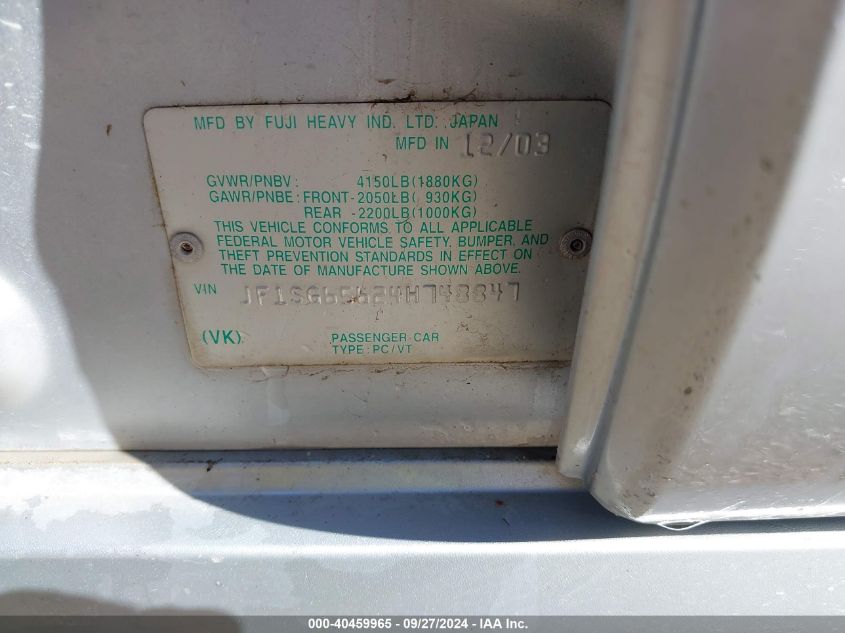 MFD BY FUJI HEAVY IND. LTD. JAPAN
MFD IN 12/03
GVWR/PNBV: 4150LB(1880KG)
GAWR/PNBE: FRONT-2050LB( 930KG)
REAR -2200LB(1000KG)
THIS VEHICLE CONFORMS TO ALL APPLICABLE
FEDERAL MOTOR VEHICLE SAFETY, BUMPER, AND
THEFT PREVENTION STANDARDS IN EFFECT ON
THE DATE OF MANUFACTURE SHOWN ABOVE.
VIN JF1SG65624H748847
(VK) PASSENGER CAR
TYPE: PC/VT
000-40459965 - 09/27/2024 - IAA Inc.